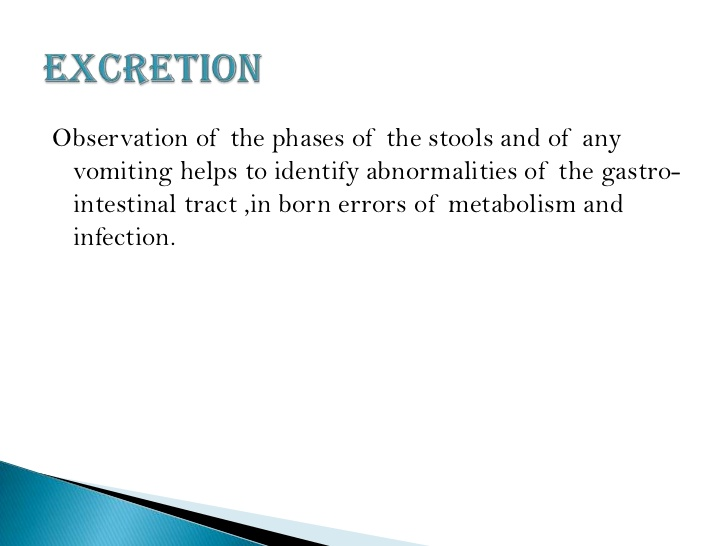 EXCRETION
Observation of the phases of the stools and of any
vomiting helps to identify abnormalities of the gastro-
intestinal tract ,in born errors of metabolism and
infection.